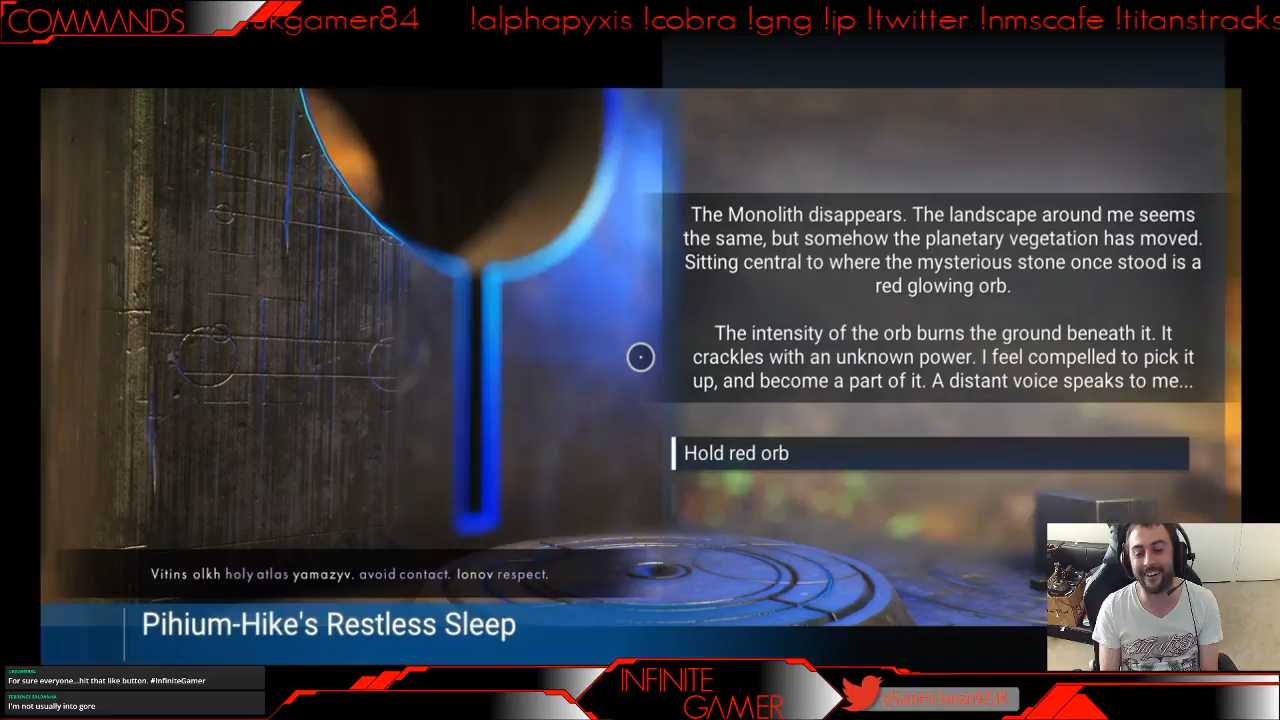 COMMANDS
ukgamer84 !alphapyxis !cobra !gng !ip !twitter !nmscafe !titanstracks
The Monolith disappears. The landscape around me seems
the same, but somehow the planetary vegetation has moved.
Sitting central to where the mysterious stone once stood is a
red glowing orb.
The intensity of the orb burns the ground beneath it. It
crackles with an unknown power. I feel compelled to pick it
up, and become a part of it. A distant voice speaks to me...
Hold red orb
Vitins olkh holy atlas yamazyv. avoid contact. Ionov respect.
Pihium-Hike's Restless Sleep
UKGAMER84
For sure everyone...hit that like button. #InfiniteGamer
TERRENCE SALDANHA
I'm not usually into gore
INFINITE
GAMER
@SamHickman92UK